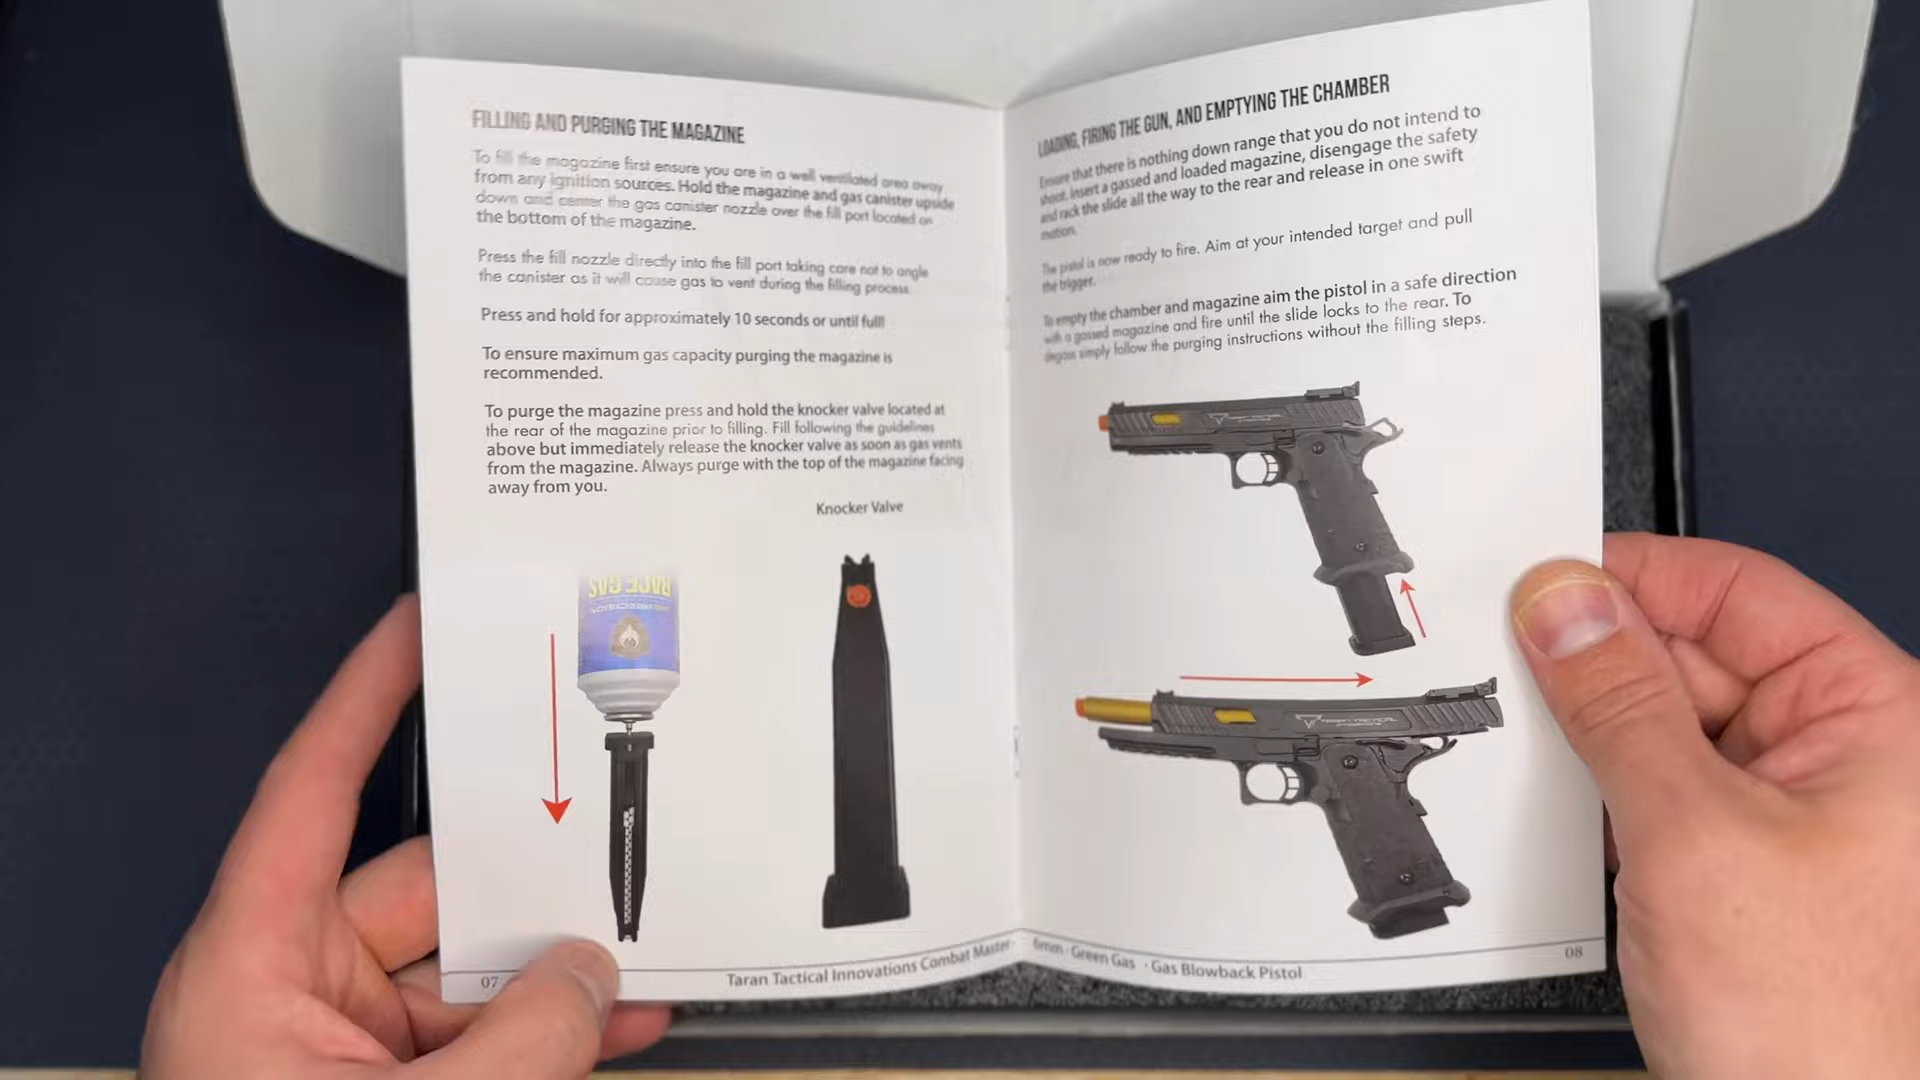 FILLING AND PURGING THE MAGAZINE
To fill the magazine first ensure you are in a well ventilated area away
from any ignition sources. Hold the magazine and gas canister upside
down and center the gas canister nozzle over the fill port located on
the bottom of the magazine.
Press the fill nozzle directly into the fill port taking care not to angle
the canister as it will cause gas to vent during the filling process.
Press and hold for approximately 10 seconds or until full!
To ensure maximum gas capacity purging the magazine is
recommended.
To purge the magazine press and hold the knocker valve located at
the rear of the magazine prior to filling. Fill following the guidelines
above but immediately release the knocker valve as soon as gas vents
from the magazine. Always purge with the top of the magazine facing
away from you.
Knocker Valve
RACE GAS
07
Taran Tactical Innovations Combat Master
LOADING, FIRING THE GUN, AND EMPTYING THE CHAMBER
Ensure that there is nothing down range that you do not intend to
shoot, insert a gassed and loaded magazine, disengage the safety
and rack the slide all the way to the rear and release in one swift
motion.
The pistol is now ready to fire. Aim at your intended target and pull
the trigger.
To empty the chamber and magazine aim the pistol in a safe direction
with a gassed magazine and fire until the slide locks to the rear. To
degass simply follow the purging instructions without the filling steps.
TARAN TACTICAL
6mm · Green Gas · Gas Blowback Pistol
08